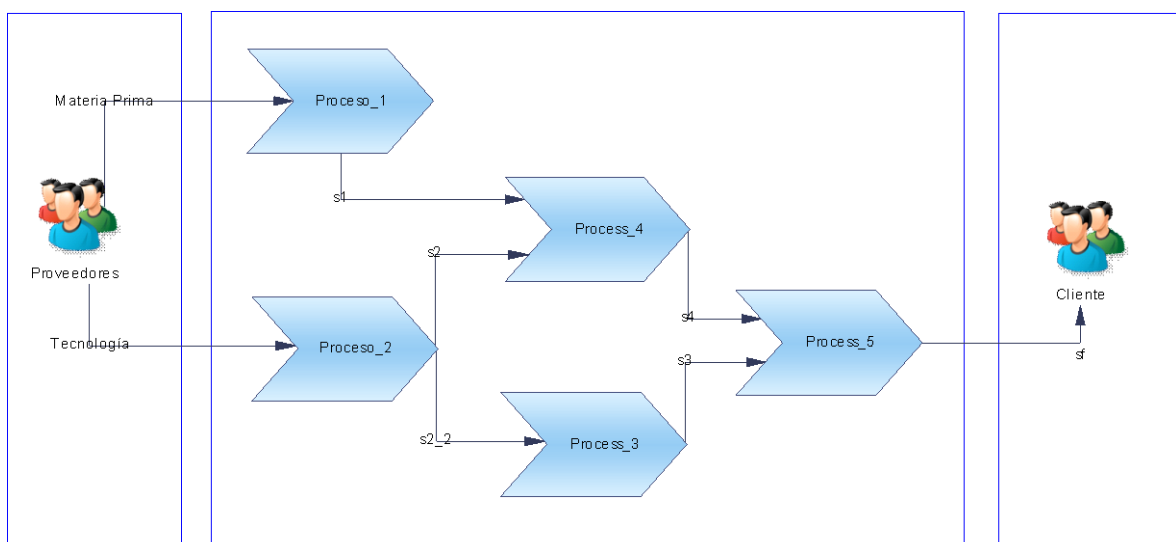 Materia Prima
Proceso_1
s1
Process_4
s2
Proveedores
Cliente
s4
Tecnología
Proceso_2
Process_5
sf
s3
s2_2
Process_3